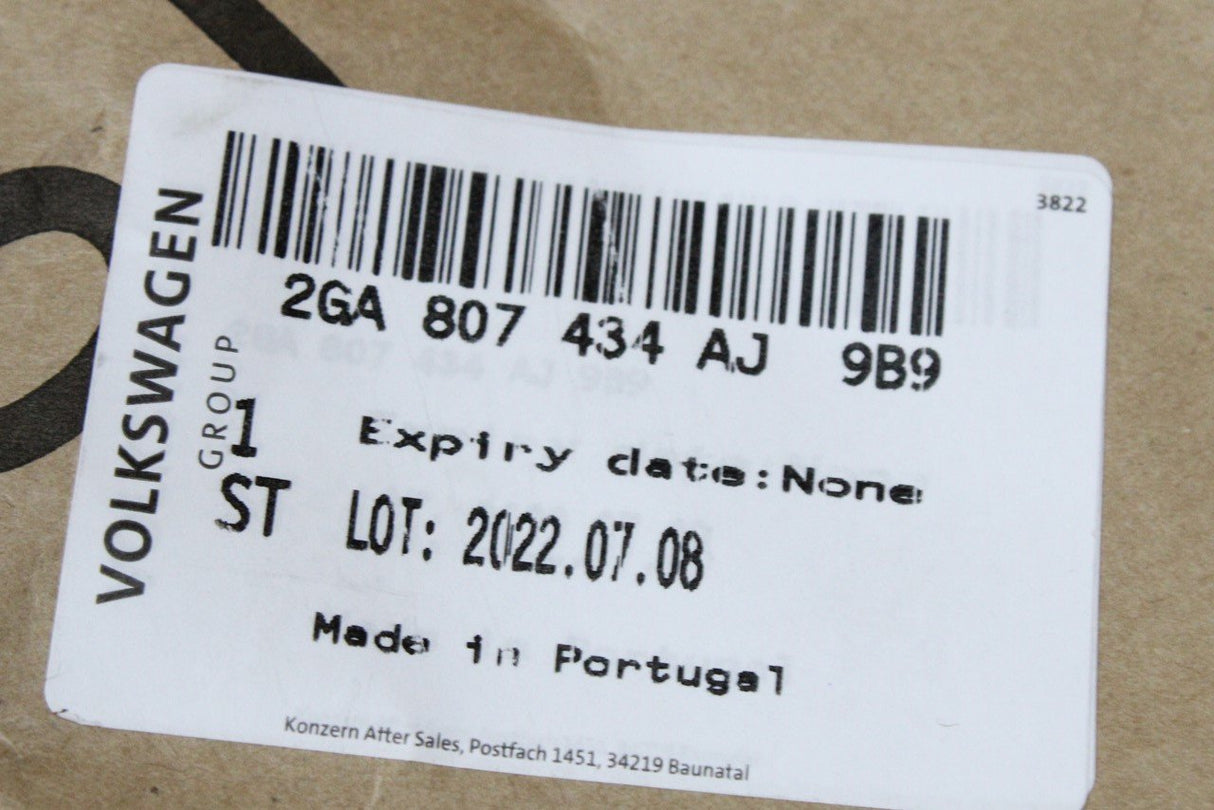 3822
2GA 807 434 AJ 9B9
VOLKSWAGEN
GROUP
1 Expiry date:None
ST LOT: 2022.07.08
Made in Portugal
Konzern After Sales, Postfach 1451, 34219 Baunatal